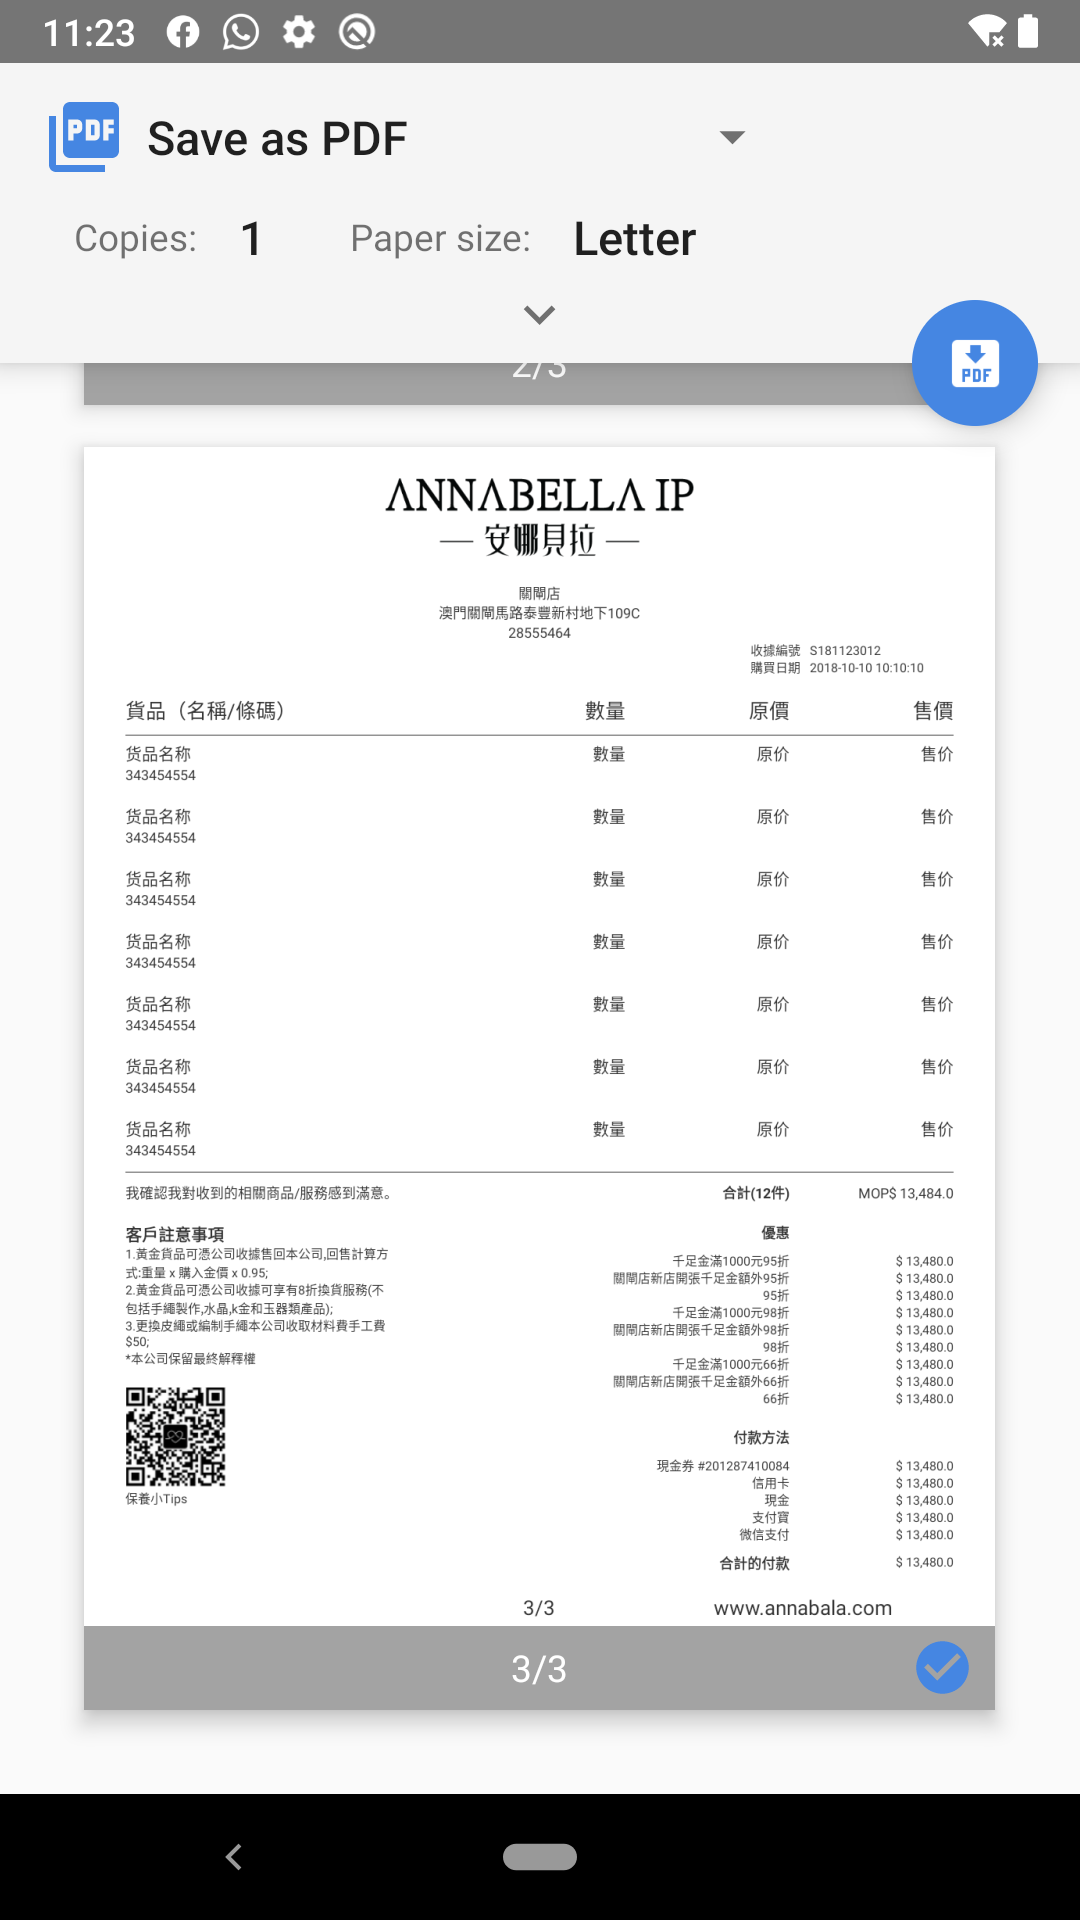 11:23
PDF
Save as PDF
Copies: 1 Paper size: Letter
PDF
2/3
ANNABELLA IP
安娜貝拉
關閘店
澳門關閘馬路泰豐新村地下109C
28555464
收據編號 S181123012
購買日期 2018-10-10 10:10:10
貨品（名稱/條碼） 數量 原價 售價
货品名称 數量 原价 售价
343454554
货品名称 數量 原价 售价
343454554
货品名称 數量 原价 售价
343454554
货品名称 數量 原价 售价
343454554
货品名称 數量 原价 售价
343454554
货品名称 數量 原价 售价
343454554
货品名称 數量 原价 售价
343454554
我確認我對收到的相關商品/服務感到滿意。 合計(12件) MOP$ 13,484.0
客戶註意事項
1.黃金貨品可憑公司收據售回本公司,回售計算方
式:重量 x 購入金價 x 0.95;
2.黃金貨品可憑公司收據可享有8折換貨服務(不
包括手繩製作,水晶,k金和玉器類產品);
3.更換皮繩或編制手繩本公司收取材料費手工費
$50;
*本公司保留最終解釋權
保養小Tips
優惠
千足金滿1000元95折 $ 13,480.0
關閘店新店開張千足金額外95折 $ 13,480.0
95折 $ 13,480.0
千足金滿1000元98折 $ 13,480.0
關閘店新店開張千足金額外98折 $ 13,480.0
98折 $ 13,480.0
千足金滿1000元66折 $ 13,480.0
關閘店新店開張千足金額外66折 $ 13,480.0
66折 $ 13,480.0
付款方法
現金券 #201287410084 $ 13,480.0
信用卡 $ 13,480.0
現金 $ 13,480.0
支付寶 $ 13,480.0
微信支付 $ 13,480.0
合計的付款 $ 13,480.0
3/3 www.annabala.com
3/3